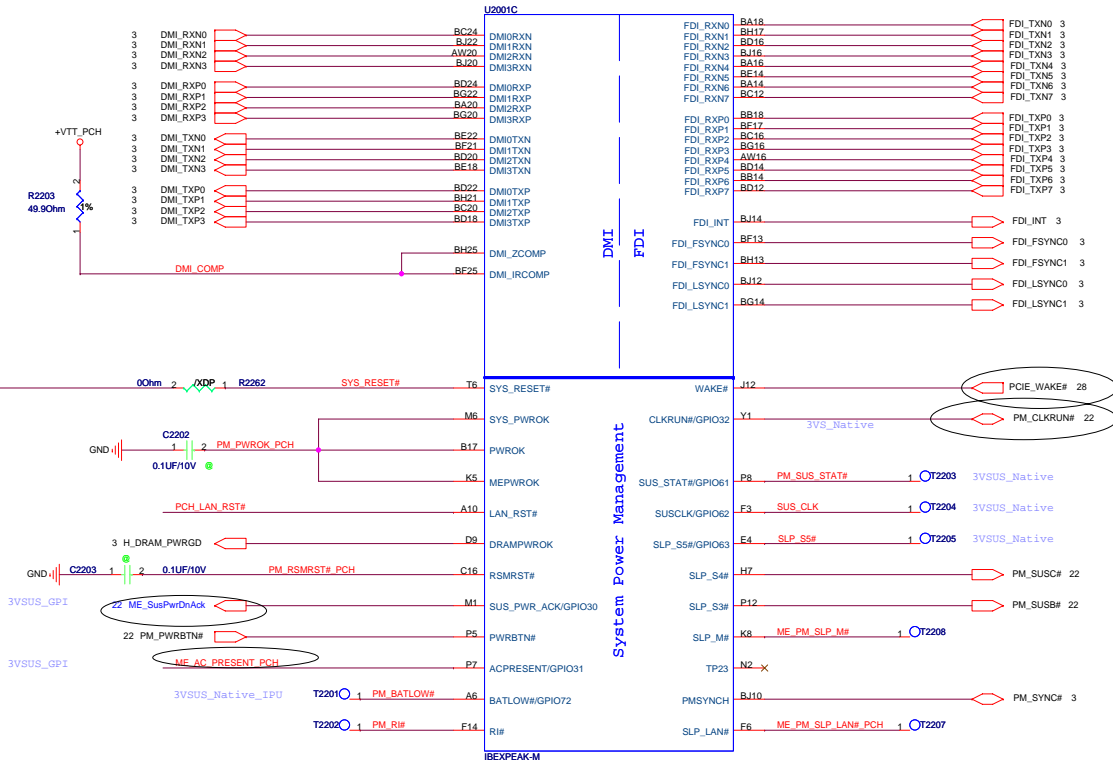 U2001C
3 DMI_RXN0 BC24 DMI0RXN
3 DMI_RXN1 BJ22 DMI1RXN
3 DMI_RXN2 AW20 DMI2RXN
3 DMI_RXN3 BJ20 DMI3RXN
3 DMI_RXP0 BD24 DMI0RXP
3 DMI_RXP1 BG22 DMI1RXP
3 DMI_RXP2 BA20 DMI2RXP
3 DMI_RXP3 BG20 DMI3RXP
+VTT_PCH
3 DMI_TXN0 BE22 DMI0TXN
3 DMI_TXN1 BF21 DMI1TXN
3 DMI_TXN2 BD20 DMI2TXN
3 DMI_TXN3 BE18 DMI3TXN
2
R2203
49.9Ohm 1%
1
3 DMI_TXP0 BD22 DMI0TXP
3 DMI_TXP1 BH21 DMI1TXP
3 DMI_TXP2 BC20 DMI2TXP
3 DMI_TXP3 BD18 DMI3TXP
BH25 DMI_ZCOMP
DMI_COMP BF25 DMI_IRCOMP
DMI
FDI
FDI_RXN0 BA18 FDI_TXN0 3
FDI_RXN1 BH17 FDI_TXN1 3
FDI_RXN2 BD16 FDI_TXN2 3
FDI_RXN3 BJ16 FDI_TXN3 3
FDI_RXN4 BA16 FDI_TXN4 3
FDI_RXN5 BE14 FDI_TXN5 3
FDI_RXN6 BA14 FDI_TXN6 3
FDI_RXN7 BC12 FDI_TXN7 3
FDI_RXP0 BB18 FDI_TXP0 3
FDI_RXP1 BF17 FDI_TXP1 3
FDI_RXP2 BC16 FDI_TXP2 3
FDI_RXP3 BG16 FDI_TXP3 3
FDI_RXP4 AW16 FDI_TXP4 3
FDI_RXP5 BD14 FDI_TXP5 3
FDI_RXP6 BB14 FDI_TXP6 3
FDI_RXP7 BD12 FDI_TXP7 3
FDI_INT BJ14 FDI_INT 3
FDI_FSYNC0 BF13 FDI_FSYNC0 3
FDI_FSYNC1 BH13 FDI_FSYNC1 3
FDI_LSYNC0 BJ12 FDI_LSYNC0 3
FDI_LSYNC1 BG14 FDI_LSYNC1 3
0Ohm 2 /XDP 1 R2262 SYS_RESET# T6 SYS_RESET#
M6 SYS_PWROK
C2202
GND 1 2 PM_PWROK_PCH B17 PWROK
0.1UF/10V @
K5 MEPWROK
PCH_LAN_RST# A10 LAN_RST#
3 H_DRAM_PWRGD D9 DRAMPWROK
@
GND C2203 1 2 0.1UF/10V PM_RSMRST#_PCH C16 RSMRST#
3VSUS_GPI 22 ME_SusPwrDnAck M1 SUS_PWR_ACK/GPIO30
22 PM_PWRBTN# P5 PWRBTN#
3VSUS_GPI ME_AC_PRESENT_PCH P7 ACPRESENT/GPIO31
3VSUS_Native_IPU T2201 1 PM_BATLOW# A6 BATLOW#/GPIO72
T2202 1 PM_RI# F14 RI#
System Power Management
WAKE# J12 PCIE_WAKE# 28
CLKRUN#/GPIO32 Y1 3VS_Native PM_CLKRUN# 22
SUS_STAT#/GPIO61 P8 PM_SUS_STAT# 1 T2203 3VSUS_Native
SUSCLK/GPIO62 F3 SUS_CLK 1 T2204 3VSUS_Native
SLP_S5#/GPIO63 E4 SLP_S5# 1 T2205 3VSUS_Native
SLP_S4# H7 PM_SUSC# 22
SLP_S3# P12 PM_SUSB# 22
SLP_M# K8 ME_PM_SLP_M# 1 T2208
TP23 N2
PMSYNCH BJ10 PM_SYNC# 3
SLP_LAN# F6 ME_PM_SLP_LAN#_PCH 1 T2207
IBEXPEAK-M